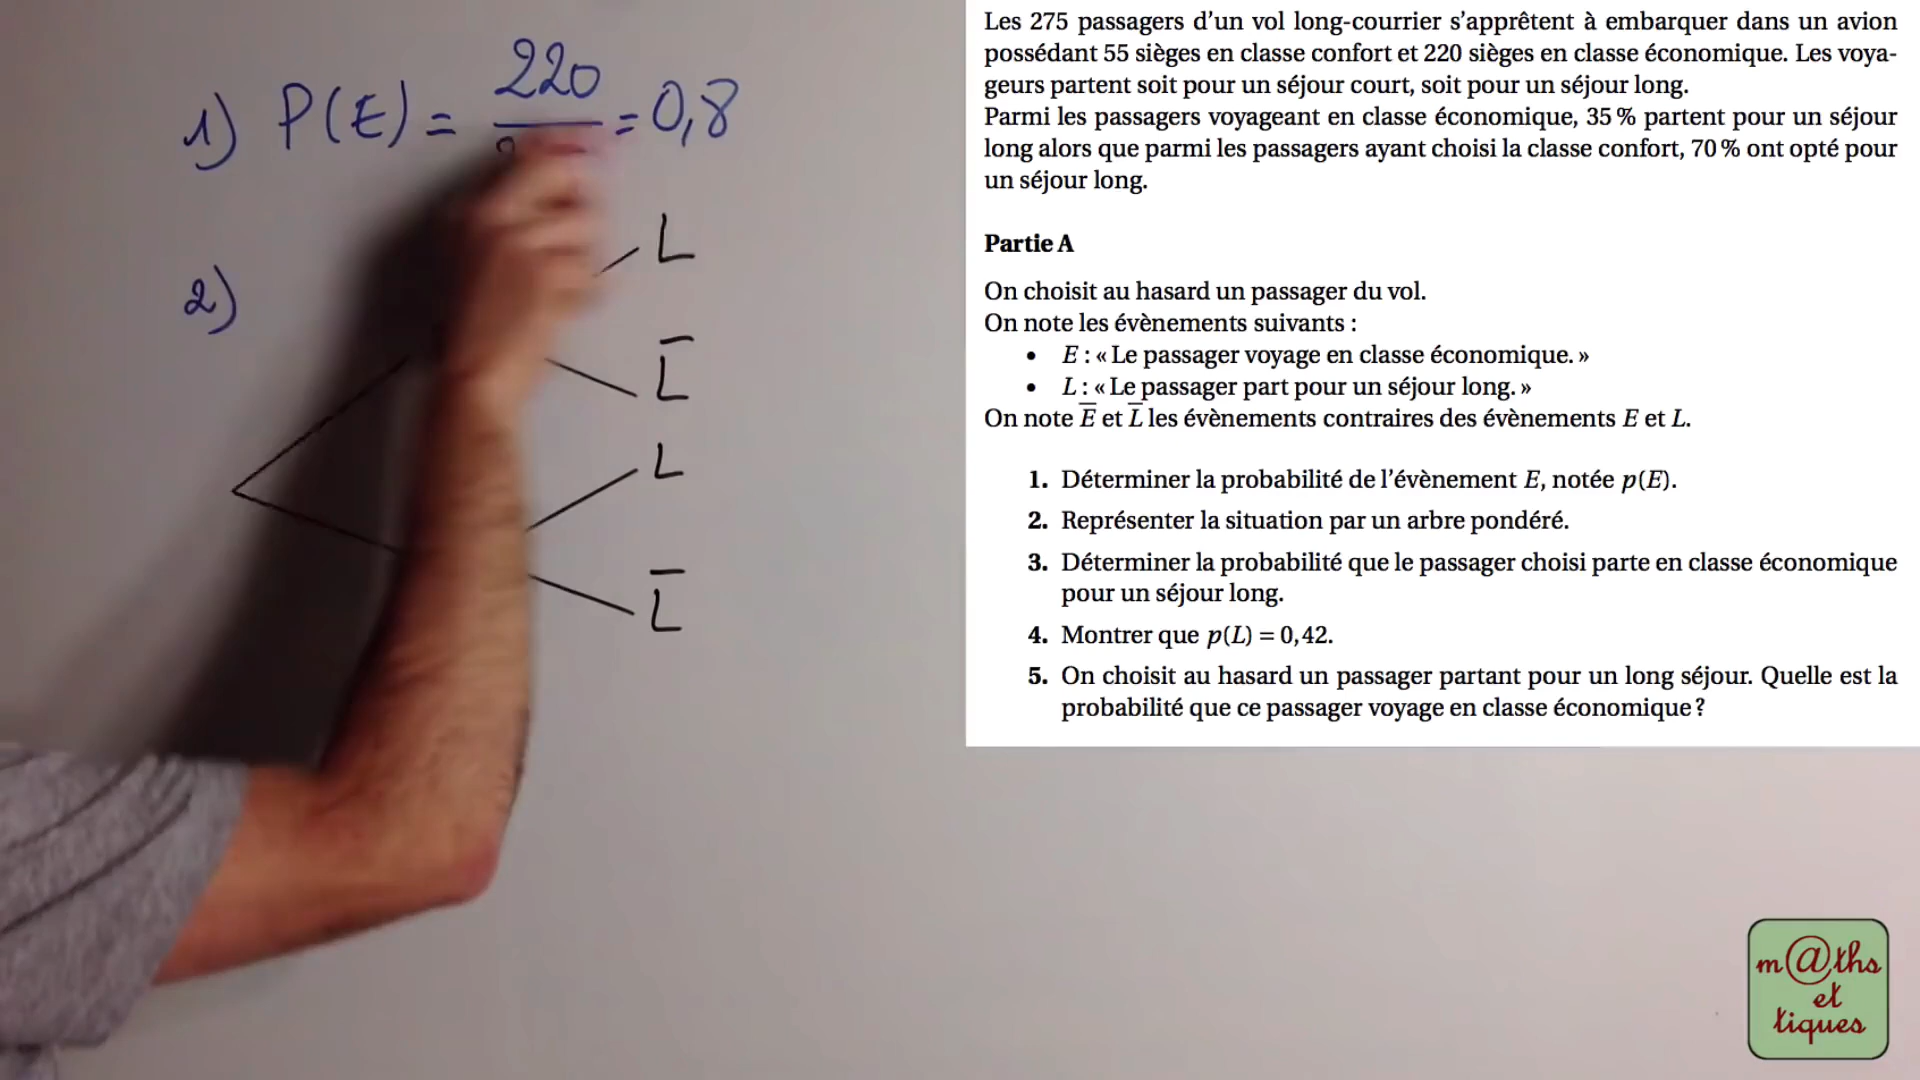 1) P(E) = 220 = 0,8
2)
L
L̅
L
L̅
Les 275 passagers d'un vol long-courrier s'apprêtent à embarquer dans un avion
possédant 55 sièges en classe confort et 220 sièges en classe économique. Les voya-
geurs partent soit pour un séjour court, soit pour un séjour long.
Parmi les passagers voyageant en classe économique, 35 % partent pour un séjour
long alors que parmi les passagers ayant choisi la classe confort, 70 % ont opté pour
un séjour long.
Partie A
On choisit au hasard un passager du vol.
On note les évènements suivants :
• E : « Le passager voyage en classe économique. »
• L : « Le passager part pour un séjour long. »
On note E̅ et L̅ les évènements contraires des évènements E et L.
1. Déterminer la probabilité de l'évènement E, notée p(E).
2. Représenter la situation par un arbre pondéré.
3. Déterminer la probabilité que le passager choisi parte en classe économique
pour un séjour long.
4. Montrer que p(L) = 0,42.
5. On choisit au hasard un passager partant pour un long séjour. Quelle est la
probabilité que ce passager voyage en classe économique ?
m@ths
et
tiques